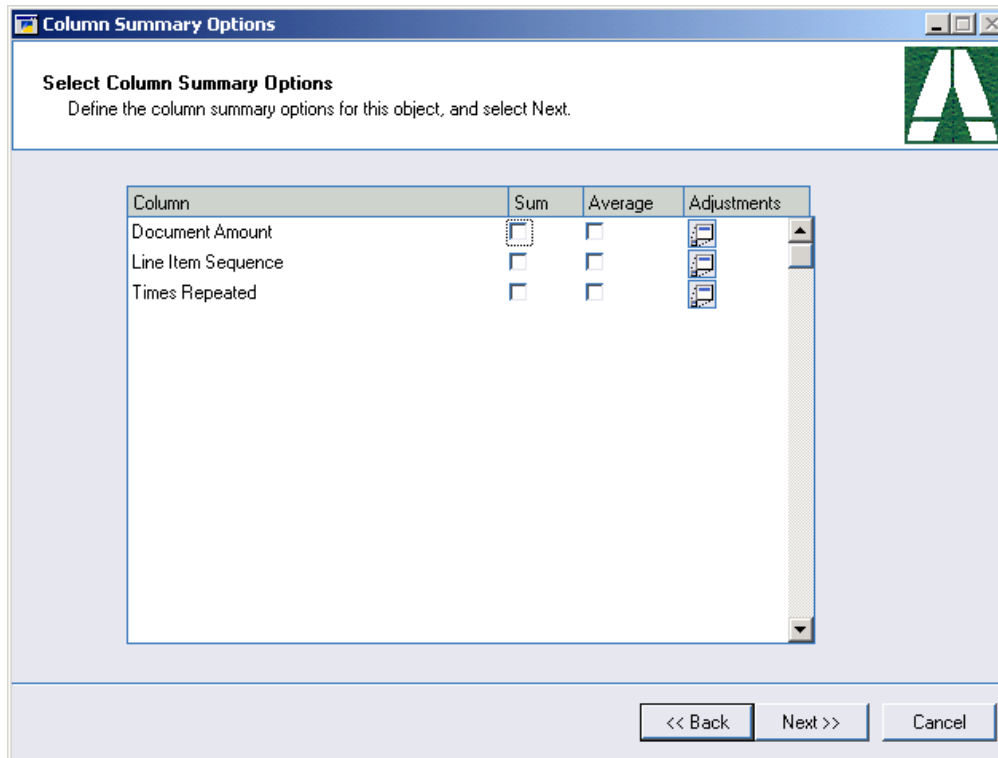 Column Summary Options
Select Column Summary Options
Define the column summary options for this object, and select Next.
Column Sum Average Adjustments
Document Amount
Line Item Sequence
Times Repeated
<< Back Next >> Cancel